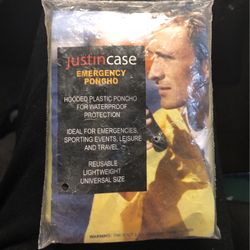 justincase
EMERGENCY
PONCHO
HOODED PLASTIC PONCHO
FOR WATERPROOF
PROTECTION
IDEAL FOR EMERGENCIES,
SPORTING EVENTS, LEISURE
AND TRAVEL
REUSABLE
LIGHTWEIGHT
UNIVERSAL SIZE
WARNING: